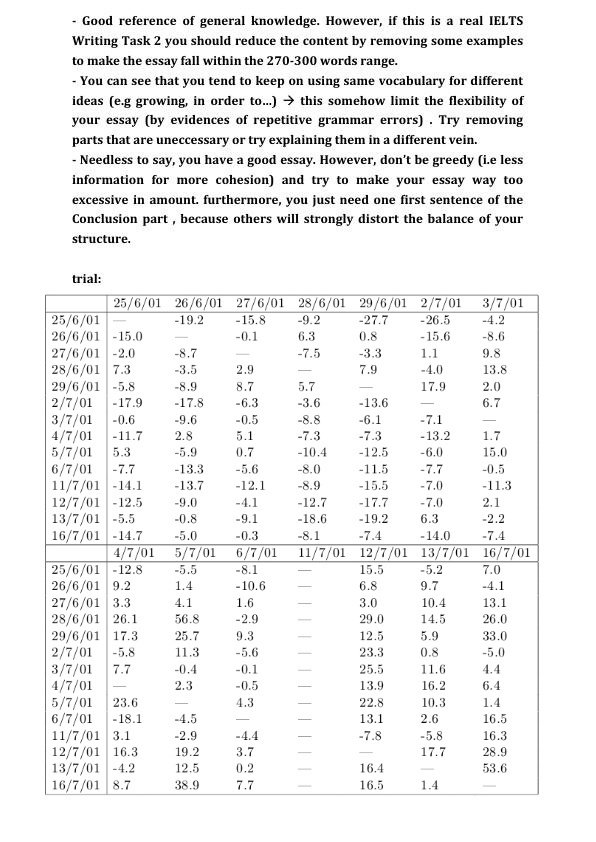 - Good reference of general knowledge. However, if this is a real IELTS
Writing Task 2 you should reduce the content by removing some examples
to make the essay fall within the 270-300 words range.
- You can see that you tend to keep on using same vocabulary for different
ideas (e.g growing, in order to...) → this somehow limit the flexibility of
your essay (by evidences of repetitive grammar errors) . Try removing
parts that are uneccessary or try explaining them in a different vein.
- Needless to say, you have a good essay. However, don't be greedy (i.e less
information for more cohesion) and try to make your essay way too
excessive in amount. furthermore, you just need one first sentence of the
Conclusion part , because others will strongly distort the balance of your
structure.
trial:
25/6/01 26/6/01 27/6/01 28/6/01 29/6/01 2/7/01 3/7/01
25/6/01 — -19.2 -15.8 -9.2 -27.7 -26.5 -4.2
26/6/01 -15.0 — -0.1 6.3 0.8 -15.6 -8.6
27/6/01 -2.0 -8.7 — -7.5 -3.3 1.1 9.8
28/6/01 7.3 -3.5 2.9 — 7.9 -4.0 13.8
29/6/01 -5.8 -8.9 8.7 5.7 — 17.9 2.0
2/7/01 -17.9 -17.8 -6.3 -3.6 -13.6 — 6.7
3/7/01 -0.6 -9.6 -0.5 -8.8 -6.1 -7.1 —
4/7/01 -11.7 2.8 5.1 -7.3 -7.3 -13.2 1.7
5/7/01 5.3 -5.9 0.7 -10.4 -12.5 -6.0 15.0
6/7/01 -7.7 -13.3 -5.6 -8.0 -11.5 -7.7 -0.5
11/7/01 -14.1 -13.7 -12.1 -8.9 -15.5 -7.0 -11.3
12/7/01 -12.5 -9.0 -4.1 -12.7 -17.7 -7.0 2.1
13/7/01 -5.5 -0.8 -9.1 -18.6 -19.2 6.3 -2.2
16/7/01 -14.7 -5.0 -0.3 -8.1 -7.4 -14.0 -7.4
4/7/01 5/7/01 6/7/01 11/7/01 12/7/01 13/7/01 16/7/01
25/6/01 -12.8 -5.5 -8.1 — 15.5 -5.2 7.0
26/6/01 9.2 1.4 -10.6 — 6.8 9.7 -4.1
27/6/01 3.3 4.1 1.6 — 3.0 10.4 13.1
28/6/01 26.1 56.8 -2.9 — 29.0 14.5 26.0
29/6/01 17.3 25.7 9.3 — 12.5 5.9 33.0
2/7/01 -5.8 11.3 -5.6 — 23.3 0.8 -5.0
3/7/01 7.7 -0.4 -0.1 — 25.5 11.6 4.4
4/7/01 — 2.3 -0.5 — 13.9 16.2 6.4
5/7/01 23.6 — 4.3 — 22.8 10.3 1.4
6/7/01 -18.1 -4.5 — — 13.1 2.6 16.5
11/7/01 3.1 -2.9 -4.4 — -7.8 -5.8 16.3
12/7/01 16.3 19.2 3.7 — — 17.7 28.9
13/7/01 -4.2 12.5 0.2 — 16.4 — 53.6
16/7/01 8.7 38.9 7.7 — 16.5 1.4 —